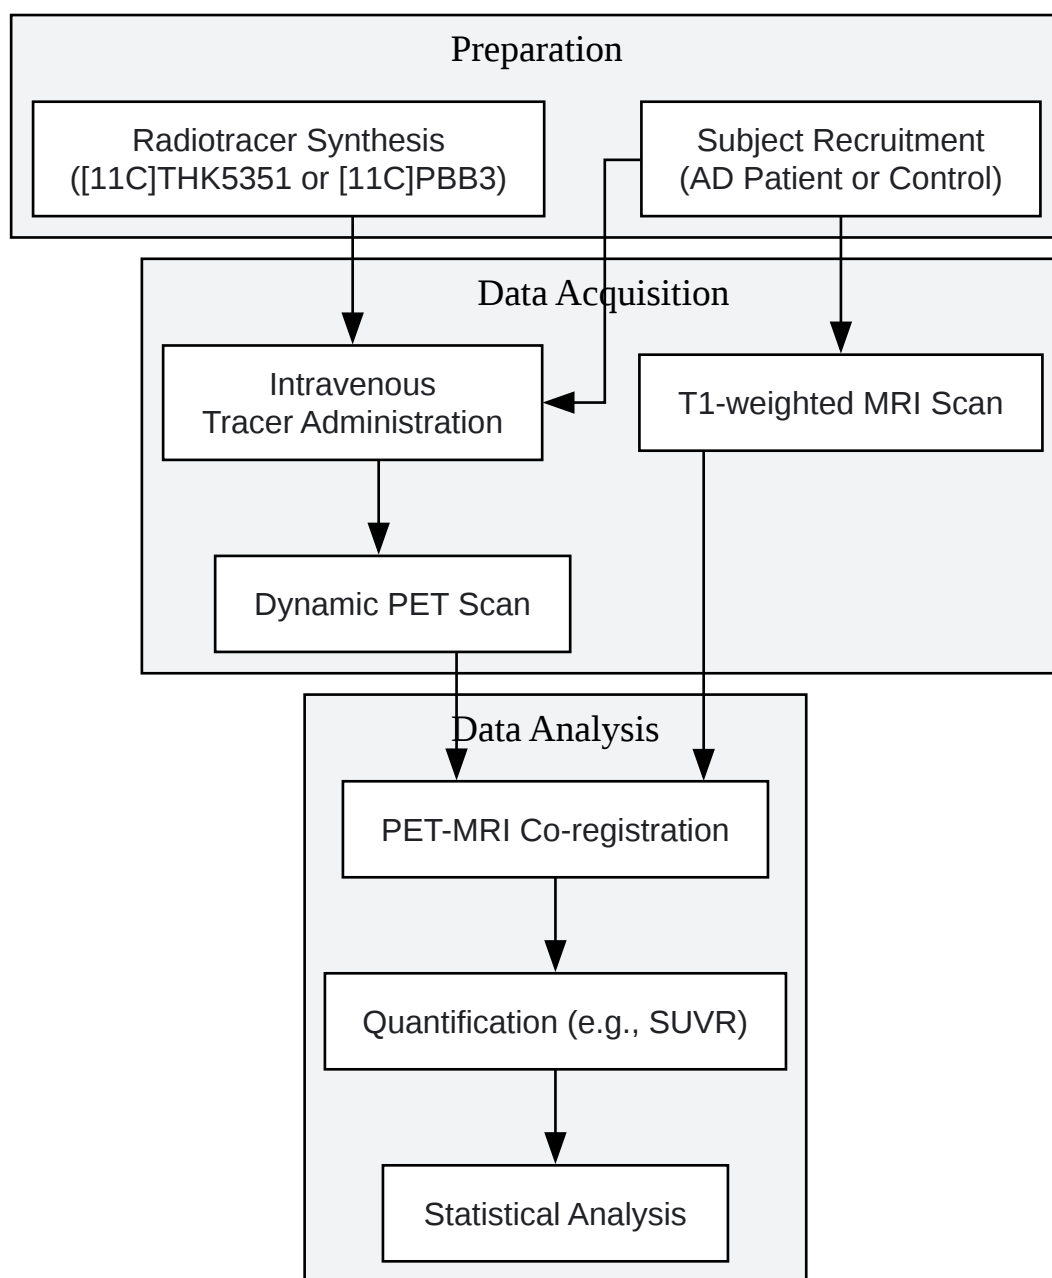 Preparation
Radiotracer Synthesis
([11C]THK5351 or [11C]PBB3)
Subject Recruitment
(AD Patient or Control)
Data Acquisition
Intravenous
Tracer Administration
T1-weighted MRI Scan
Dynamic PET Scan
Data Analysis
PET-MRI Co-registration
Quantification (e.g., SUVR)
Statistical Analysis